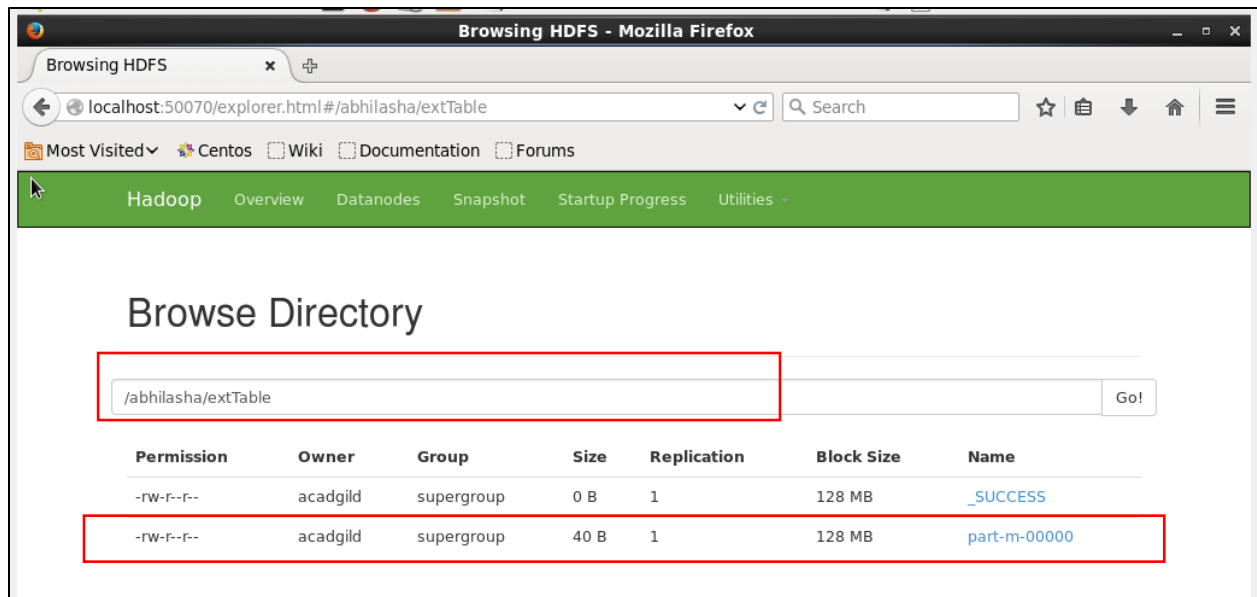 Browsing HDFS - Mozilla Firefox
Browsing HDFS
localhost:50070/explorer.html#/abhilasha/extTable
Search
Most Visited Centos Wiki Documentation Forums
Hadoop Overview Datanodes Snapshot Startup Progress Utilities
Browse Directory
/abhilasha/extTable Go!
Permission Owner Group Size Replication Block Size Name
-rw-r--r-- acadgild supergroup 0 B 1 128 MB _SUCCESS
-rw-r--r-- acadgild supergroup 40 B 1 128 MB part-m-00000